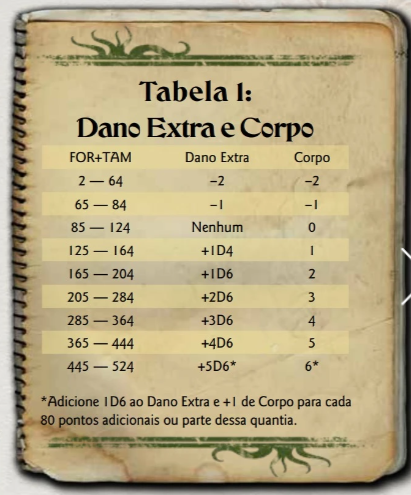 Tabela 1:
Dano Extra e Corpo
FOR+TAM Dano Extra Corpo
2 — 64 –2 –2
65 — 84 –1 –1
85 — 124 Nenhum 0
125 — 164 +1D4 1
165 — 204 +1D6 2
205 — 284 +2D6 3
285 — 364 +3D6 4
365 — 444 +4D6 5
445 — 524 +5D6* 6*
*Adicione 1D6 ao Dano Extra e +1 de Corpo para cada
80 pontos adicionais ou parte dessa quantia.